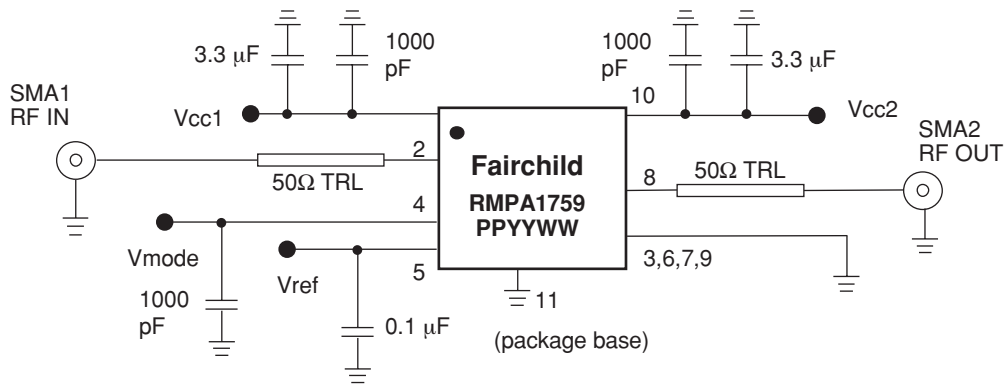 3.3 µF
1000
pF
1000
pF
3.3 µF
SMA1
RF IN
Vcc1
10
Vcc2
SMA2
RF OUT
2
50Ω TRL
Fairchild
RMPA1759
PPYYWW
8
50Ω TRL
4
Vmode
5
Vref
3,6,7,9
1000
pF
0.1 µF
11
(package base)